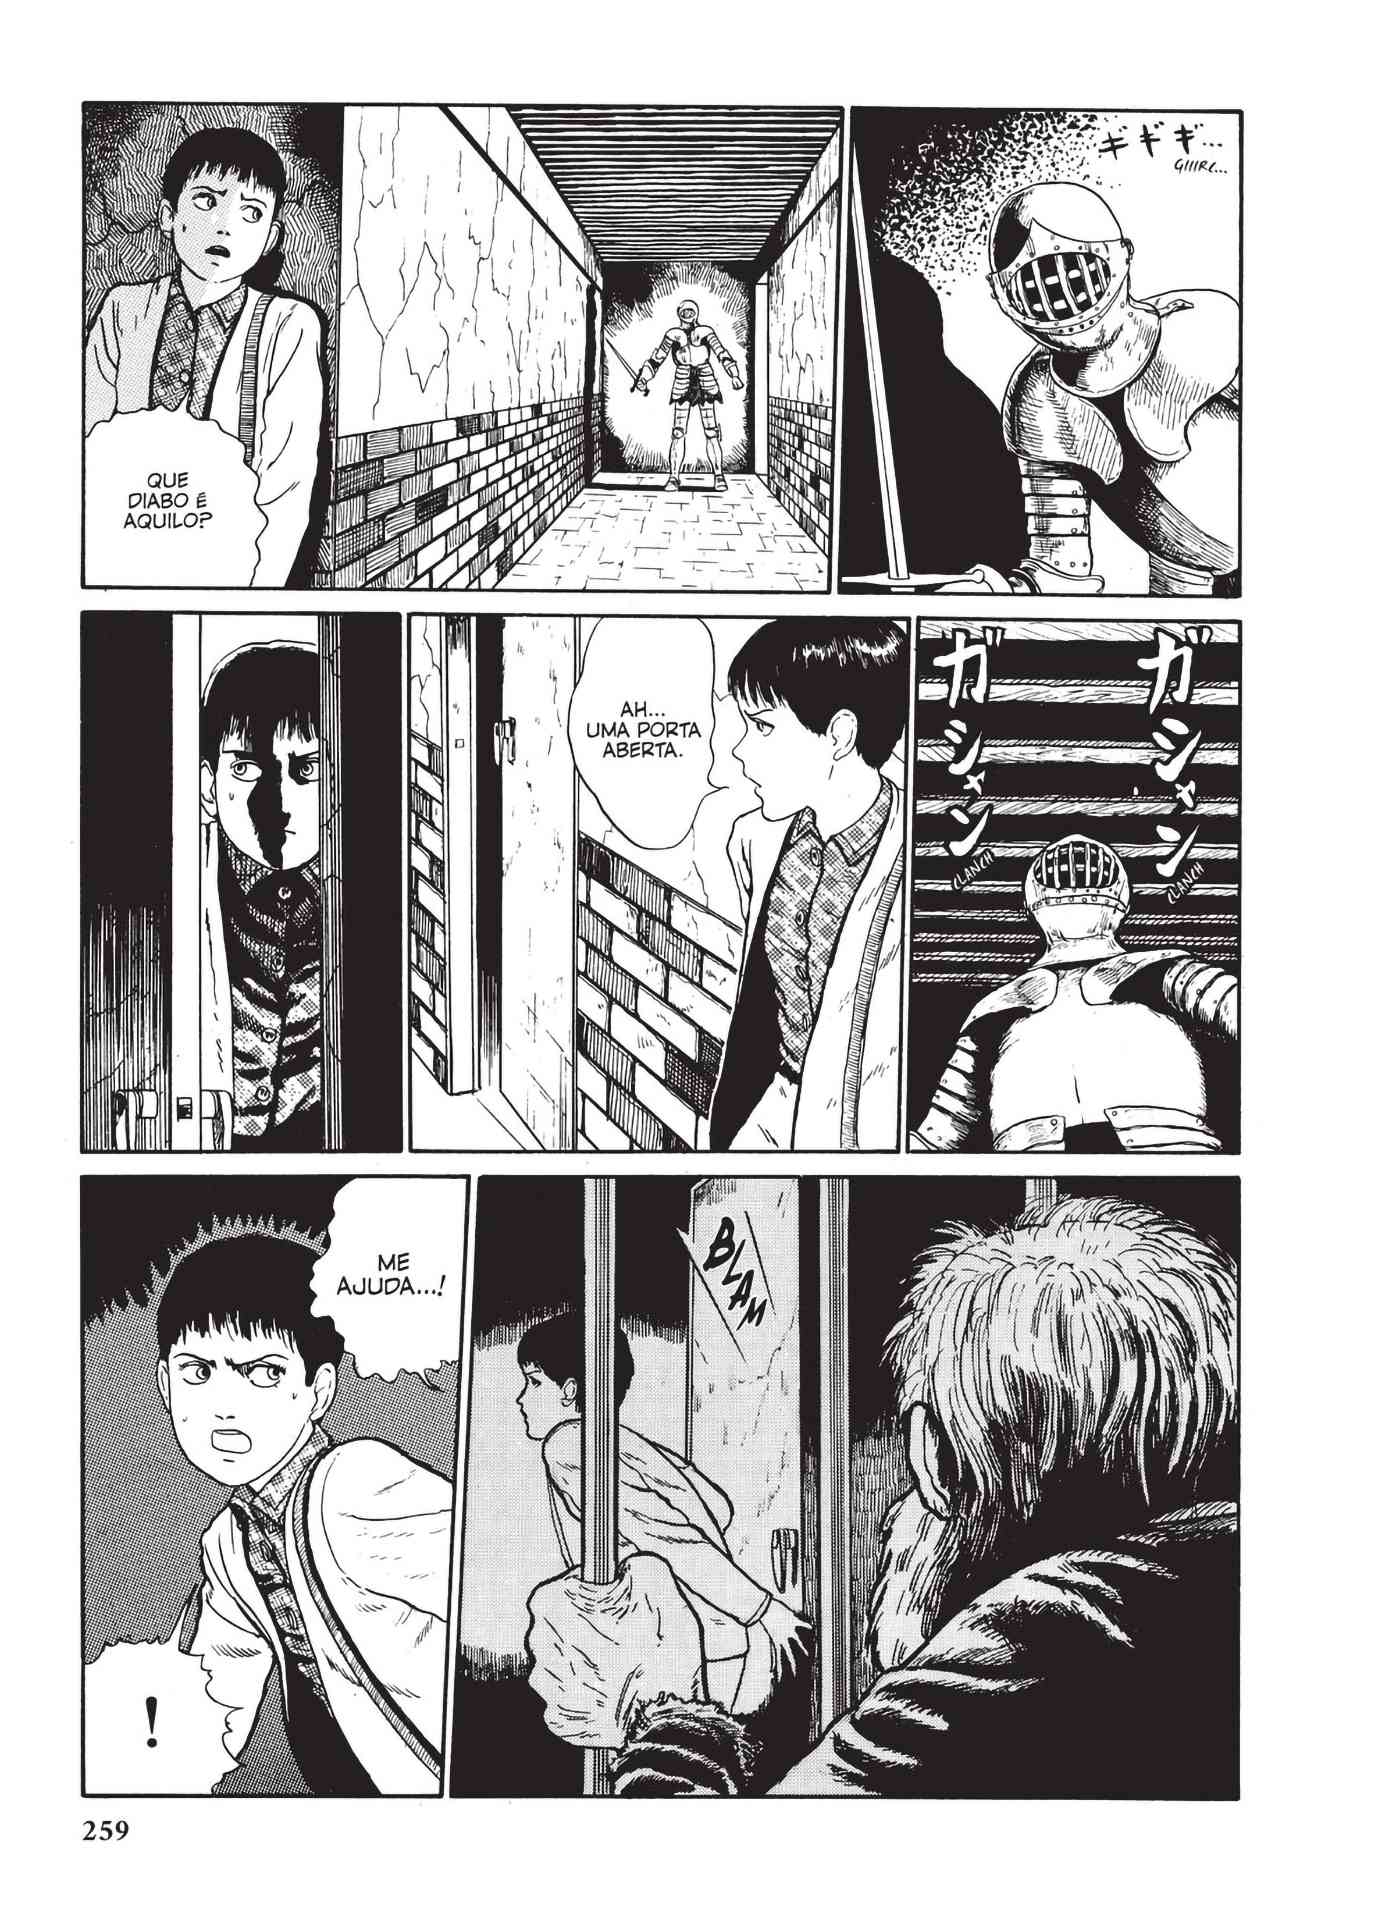 ギギギ…
GIIIRC...
QUE
DIABO É
AQUILO?
ガシャン
CLANCH
ガシャン
CLANCH
AH...
UMA PORTA
ABERTA.
BLAM
ME
AJUDA...!
!
259